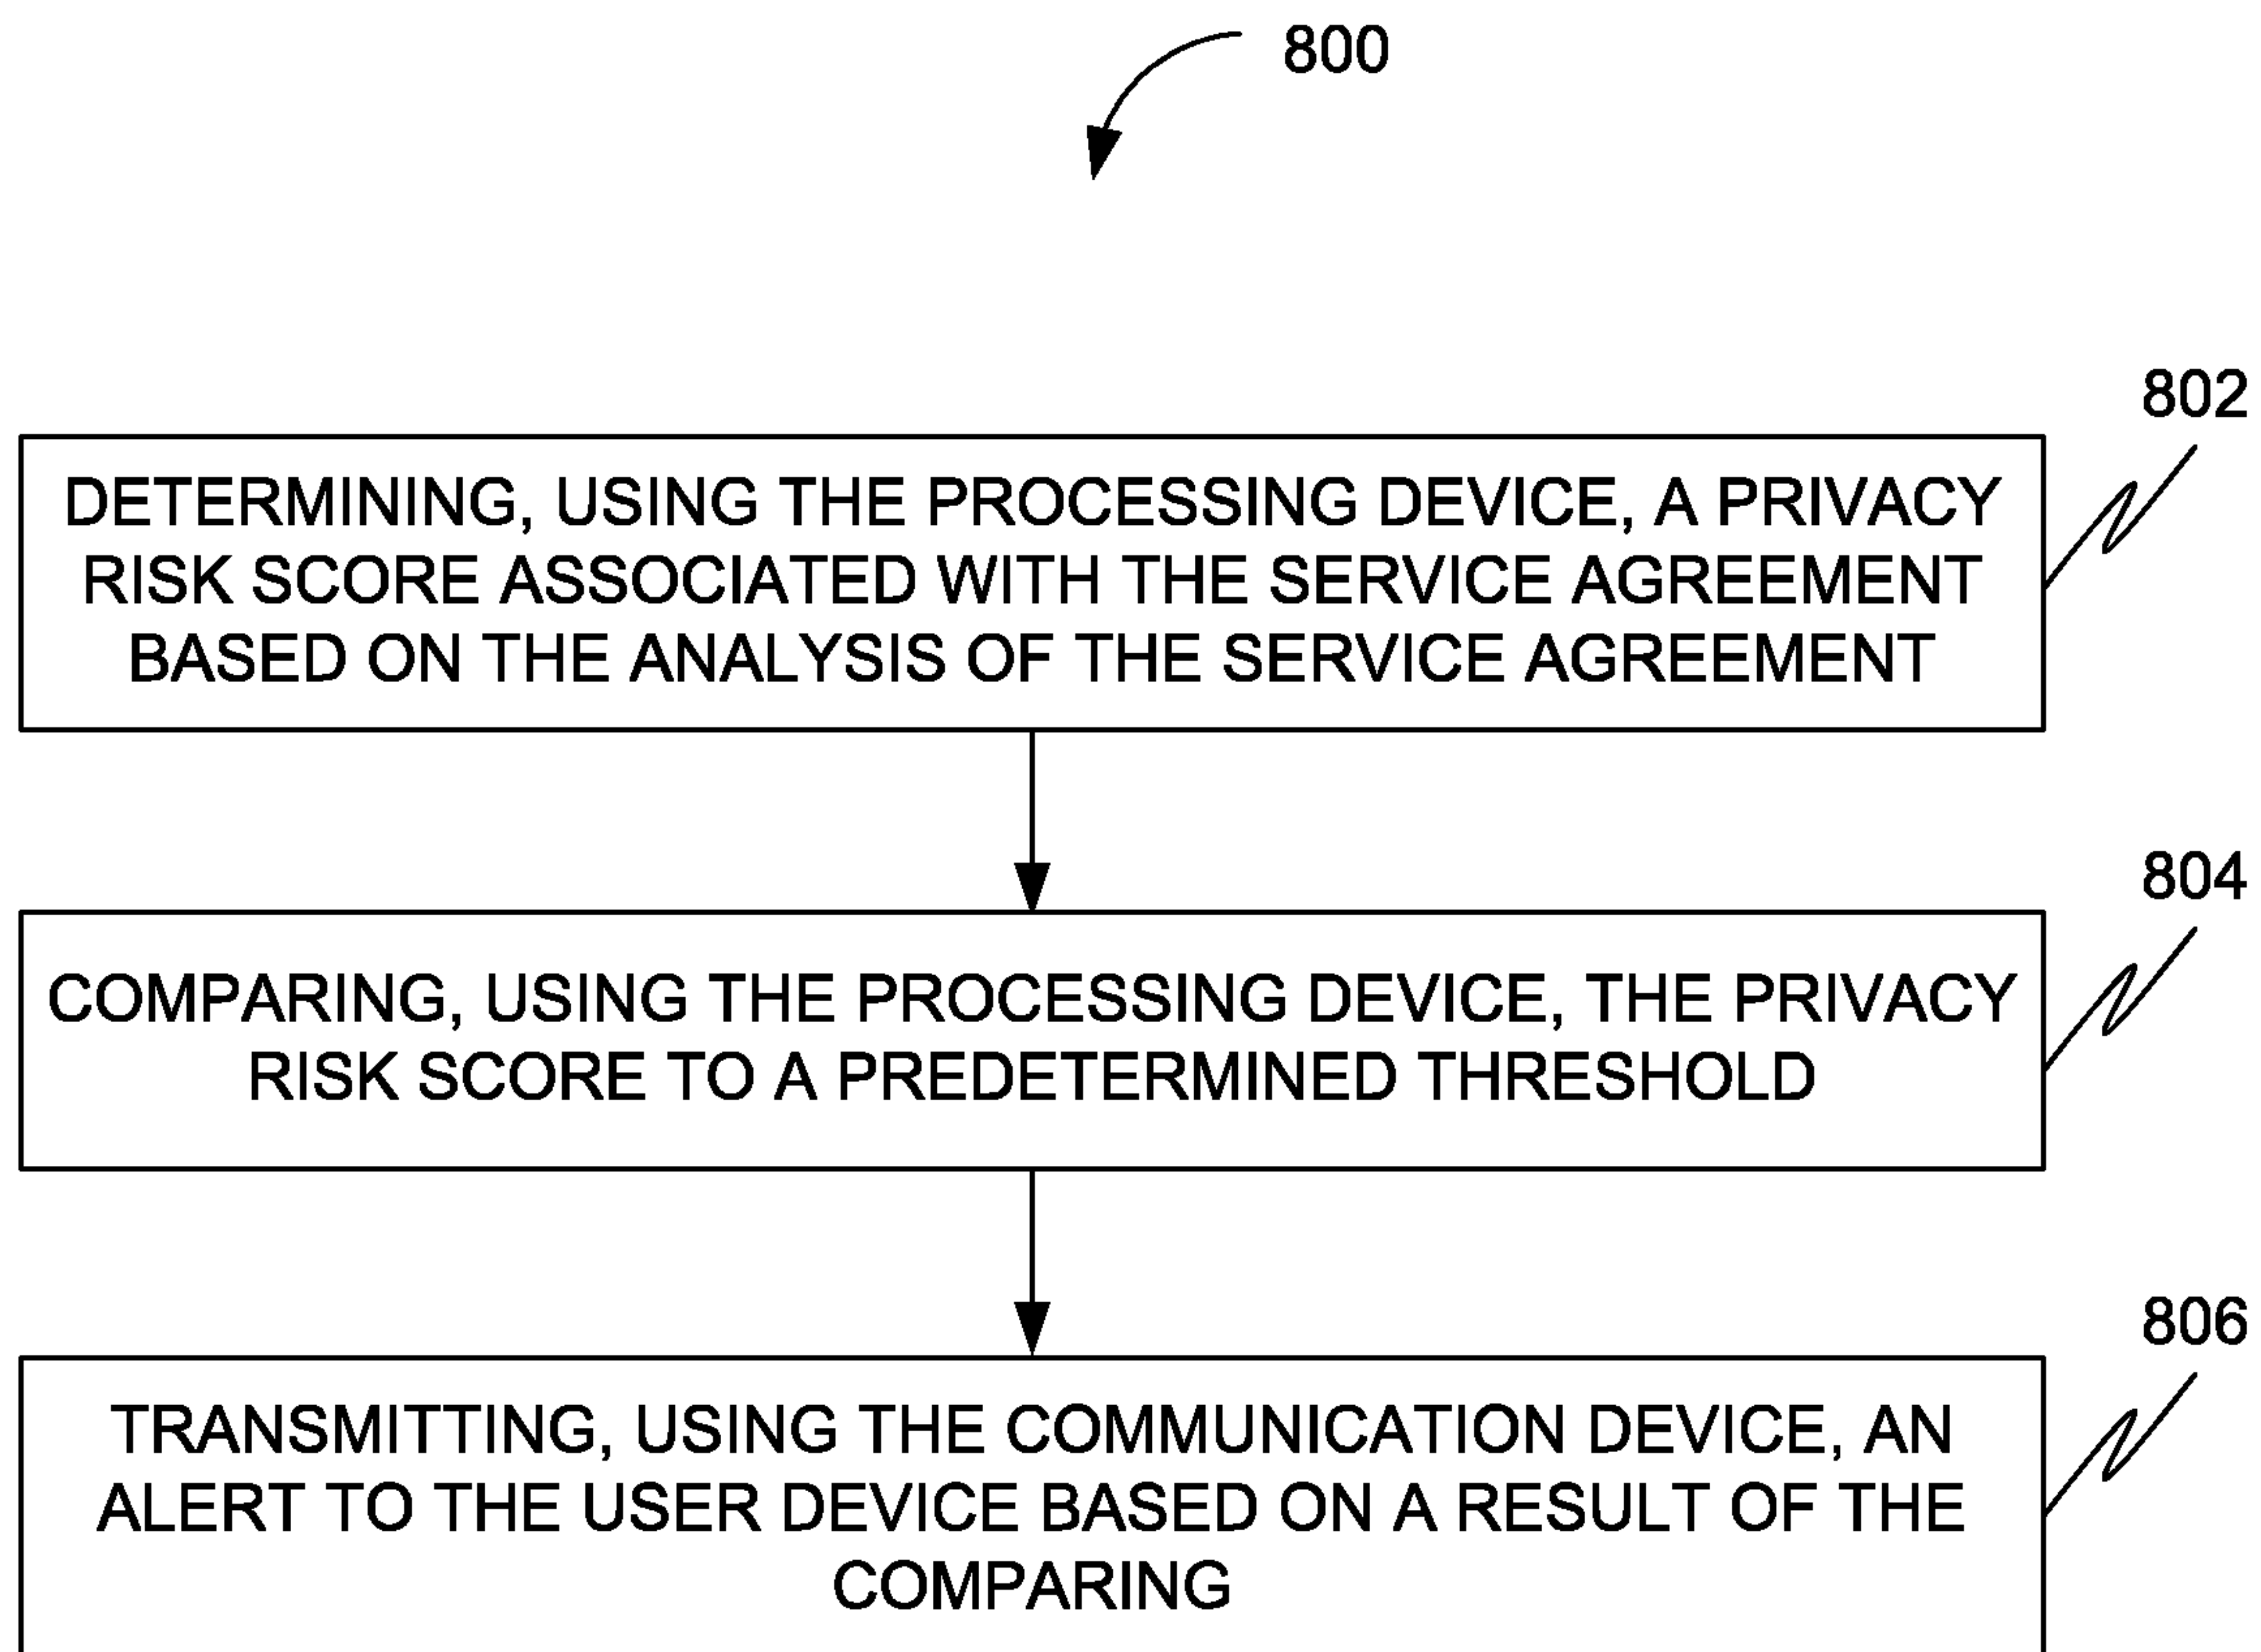 800
802
DETERMINING, USING THE PROCESSING DEVICE, A PRIVACY
RISK SCORE ASSOCIATED WITH THE SERVICE AGREEMENT
BASED ON THE ANALYSIS OF THE SERVICE AGREEMENT
804
COMPARING, USING THE PROCESSING DEVICE, THE PRIVACY
RISK SCORE TO A PREDETERMINED THRESHOLD
806
TRANSMITTING, USING THE COMMUNICATION DEVICE, AN
ALERT TO THE USER DEVICE BASED ON A RESULT OF THE
COMPARING